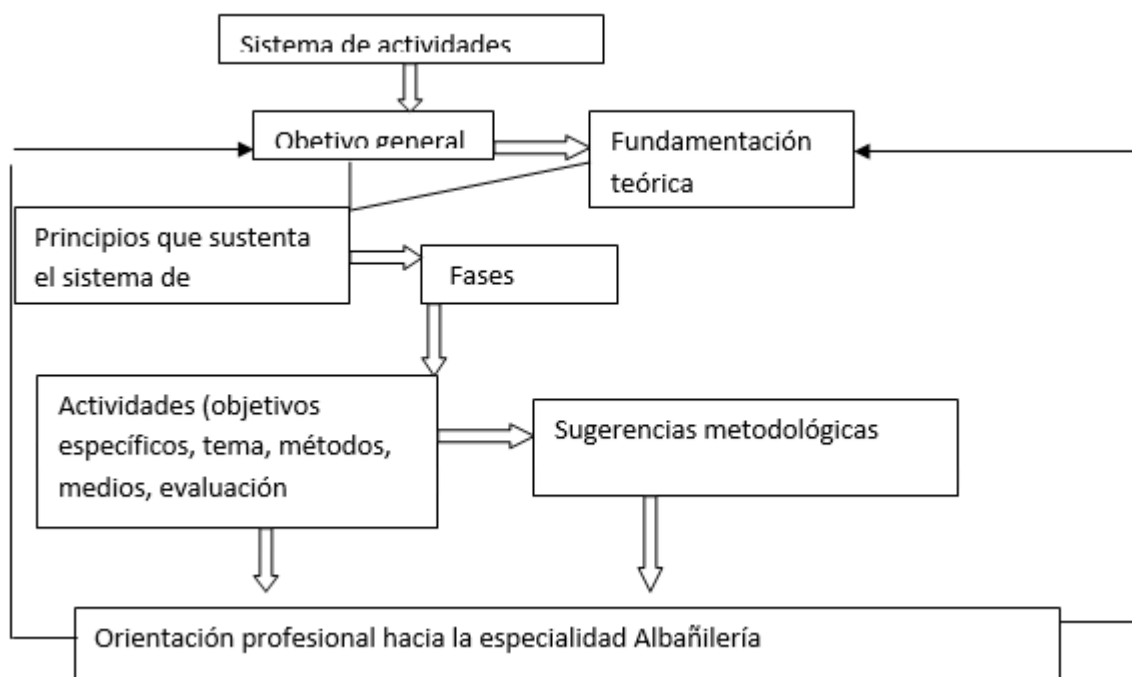 Sistema de actividades
Obetivo general
Fundamentación
teórica
Principios que sustenta
el sistema de
Fases
Actividades (objetivos
específicos, tema, métodos,
medios, evaluación
Sugerencias metodológicas
Orientación profesional hacia la especialidad Albañilería